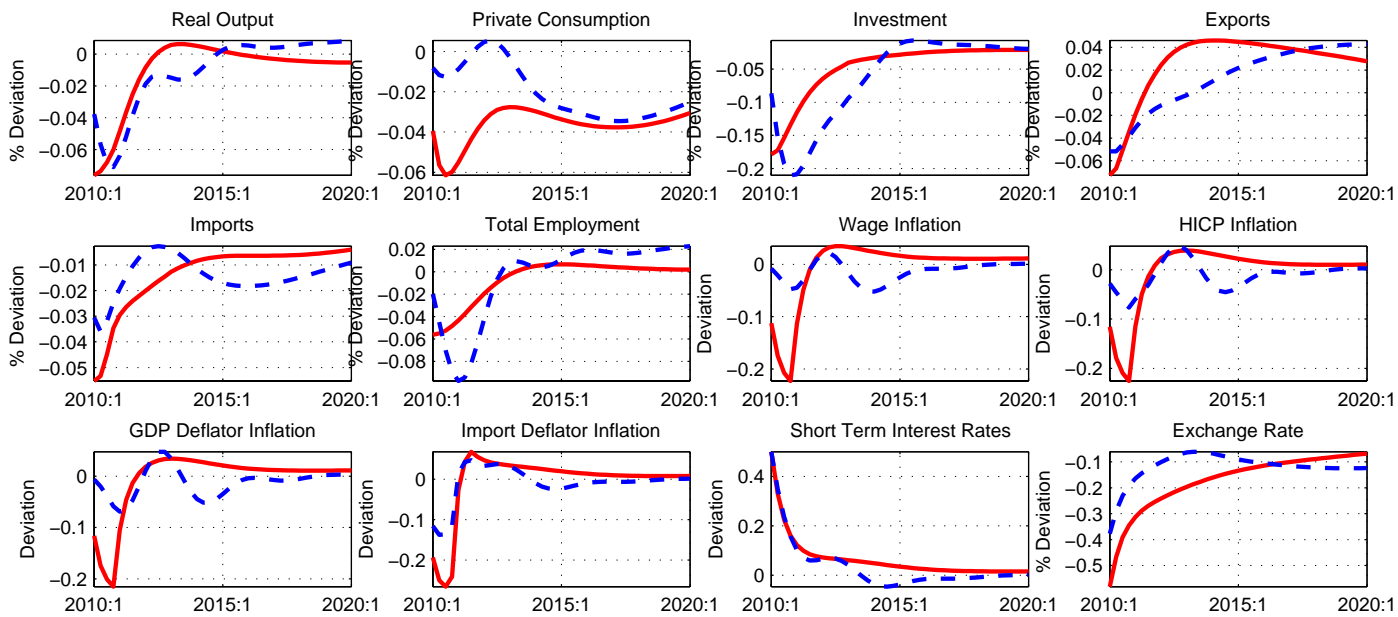 Real Output
Private Consumption
Investment
Exports
% Deviation
0
−0.02
−0.04
−0.06
2010:1 2015:1 2020:1
% Deviation
0
−0.02
−0.04
−0.06
2010:1 2015:1 2020:1
−0.05
−0.1
−0.15
−0.2
2010:1 2015:1 2020:1
% Deviation
0.04
0.02
0
−0.02
−0.04
−0.06
2010:1 2015:1 2020:1
Imports
Total Employment
Wage Inflation
HICP Inflation
% Deviation
−0.01
−0.02
−0.03
−0.04
−0.05
2010:1 2015:1 2020:1
% Deviation
0.02
0
−0.02
−0.04
−0.06
−0.08
2010:1 2015:1 2020:1
Deviation
0
−0.1
−0.2
2010:1 2015:1 2020:1
Deviation
0
−0.1
−0.2
2010:1 2015:1 2020:1
GDP Deflator Inflation
Import Deflator Inflation
Short Term Interest Rates
Exchange Rate
Deviation
0
−0.1
−0.2
2010:1 2015:1 2020:1
Deviation
0
−0.1
−0.2
2010:1 2015:1 2020:1
Deviation
0.4
0.2
0
2010:1 2015:1 2020:1
% Deviation
−0.1
−0.2
−0.3
−0.4
−0.5
2010:1 2015:1 2020:1